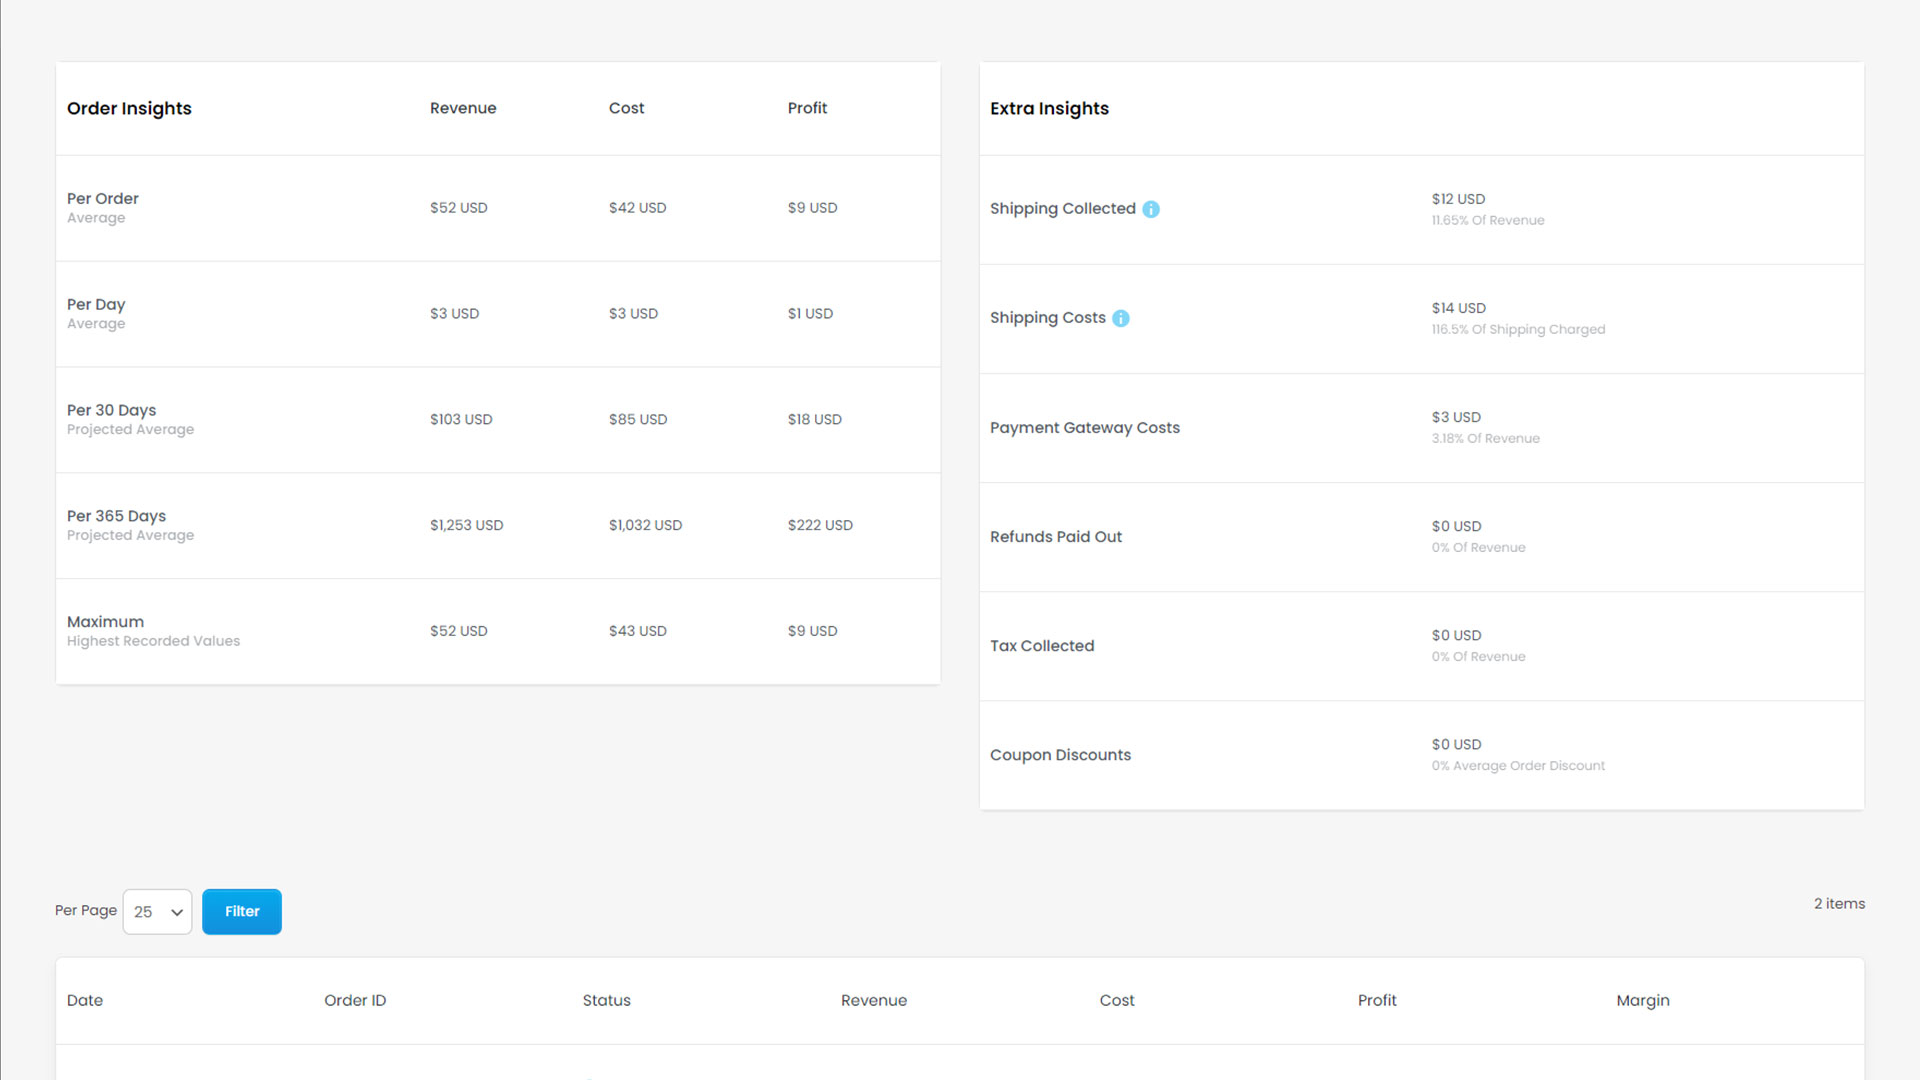 Order Insights Revenue Cost Profit
Per Order
Average
$52 USD $42 USD $9 USD
Per Day
Average
$3 USD $3 USD $1 USD
Per 30 Days
Projected Average
$103 USD $85 USD $18 USD
Per 365 Days
Projected Average
$1,253 USD $1,032 USD $222 USD
Maximum
Highest Recorded Values
$52 USD $43 USD $9 USD
Extra Insights
Shipping Collected
$12 USD
11.65% Of Revenue
Shipping Costs
$14 USD
116.5% Of Shipping Charged
Payment Gateway Costs
$3 USD
3.18% Of Revenue
Refunds Paid Out
$0 USD
0% Of Revenue
Tax Collected
$0 USD
0% Of Revenue
Coupon Discounts
$0 USD
0% Average Order Discount
Per Page 25 Filter
2 items
Date Order ID Status Revenue Cost Profit Margin